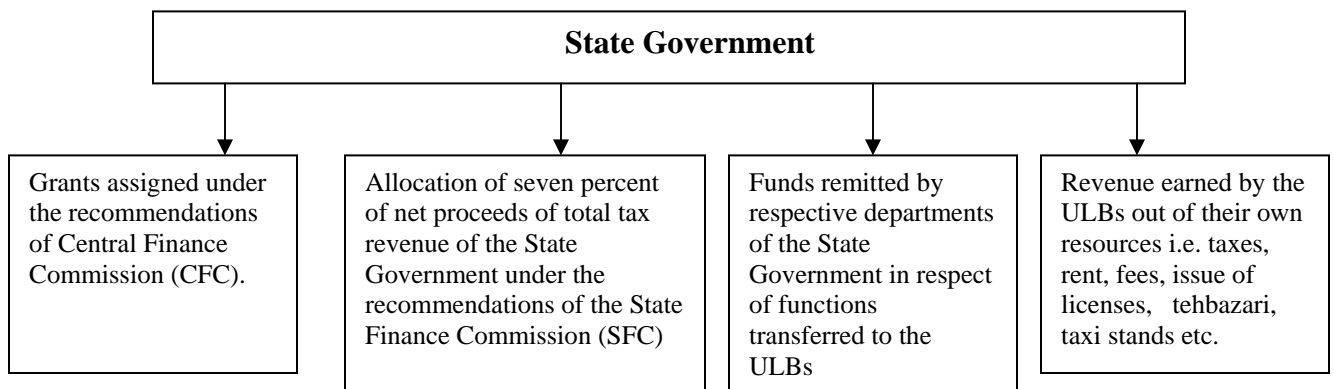 State Government
Grants assigned under
the recommendations
of Central Finance
Commission (CFC).
Allocation of seven percent
of net proceeds of total tax
revenue of the State
Government under the
recommendations of the State
Finance Commission (SFC)
Funds remitted by
respective departments
of the State
Government in respect
of functions
transferred to the
ULBs
Revenue earned by the
ULBs out of their own
resources i.e. taxes,
rent, fees, issue of
licenses, tehbazari,
taxi stands etc.